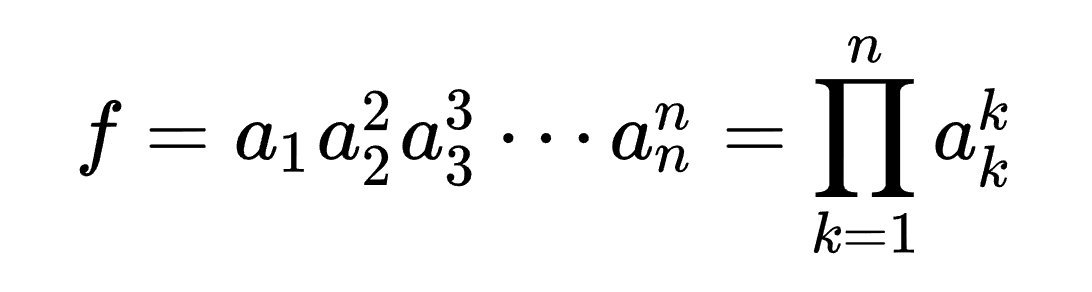 f = a_1 a_2^2 a_3^3 \cdots a_n^n = \prod_{k=1}^{n} a_k^k